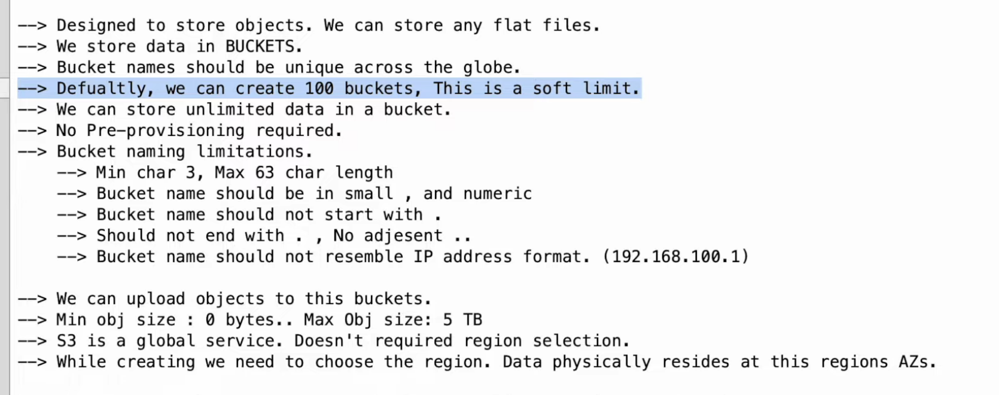 --> Designed to store objects. We can store any flat files.
--> We store data in BUCKETS.
--> Bucket names should be unique across the globe.
--> Defualtly, we can create 100 buckets, This is a soft limit.
--> We can store unlimited data in a bucket.
--> No Pre-provisioning required.
--> Bucket naming limitations.
--> Min char 3, Max 63 char length
--> Bucket name should be in small , and numeric
--> Bucket name should not start with .
--> Should not end with . , No adjesent ..
--> Bucket name should not resemble IP address format. (192.168.100.1)
--> We can upload objects to this buckets.
--> Min obj size : 0 bytes.. Max Obj size: 5 TB
--> S3 is a global service. Doesn't required region selection.
--> While creating we need to choose the region. Data physically resides at this regions AZs.